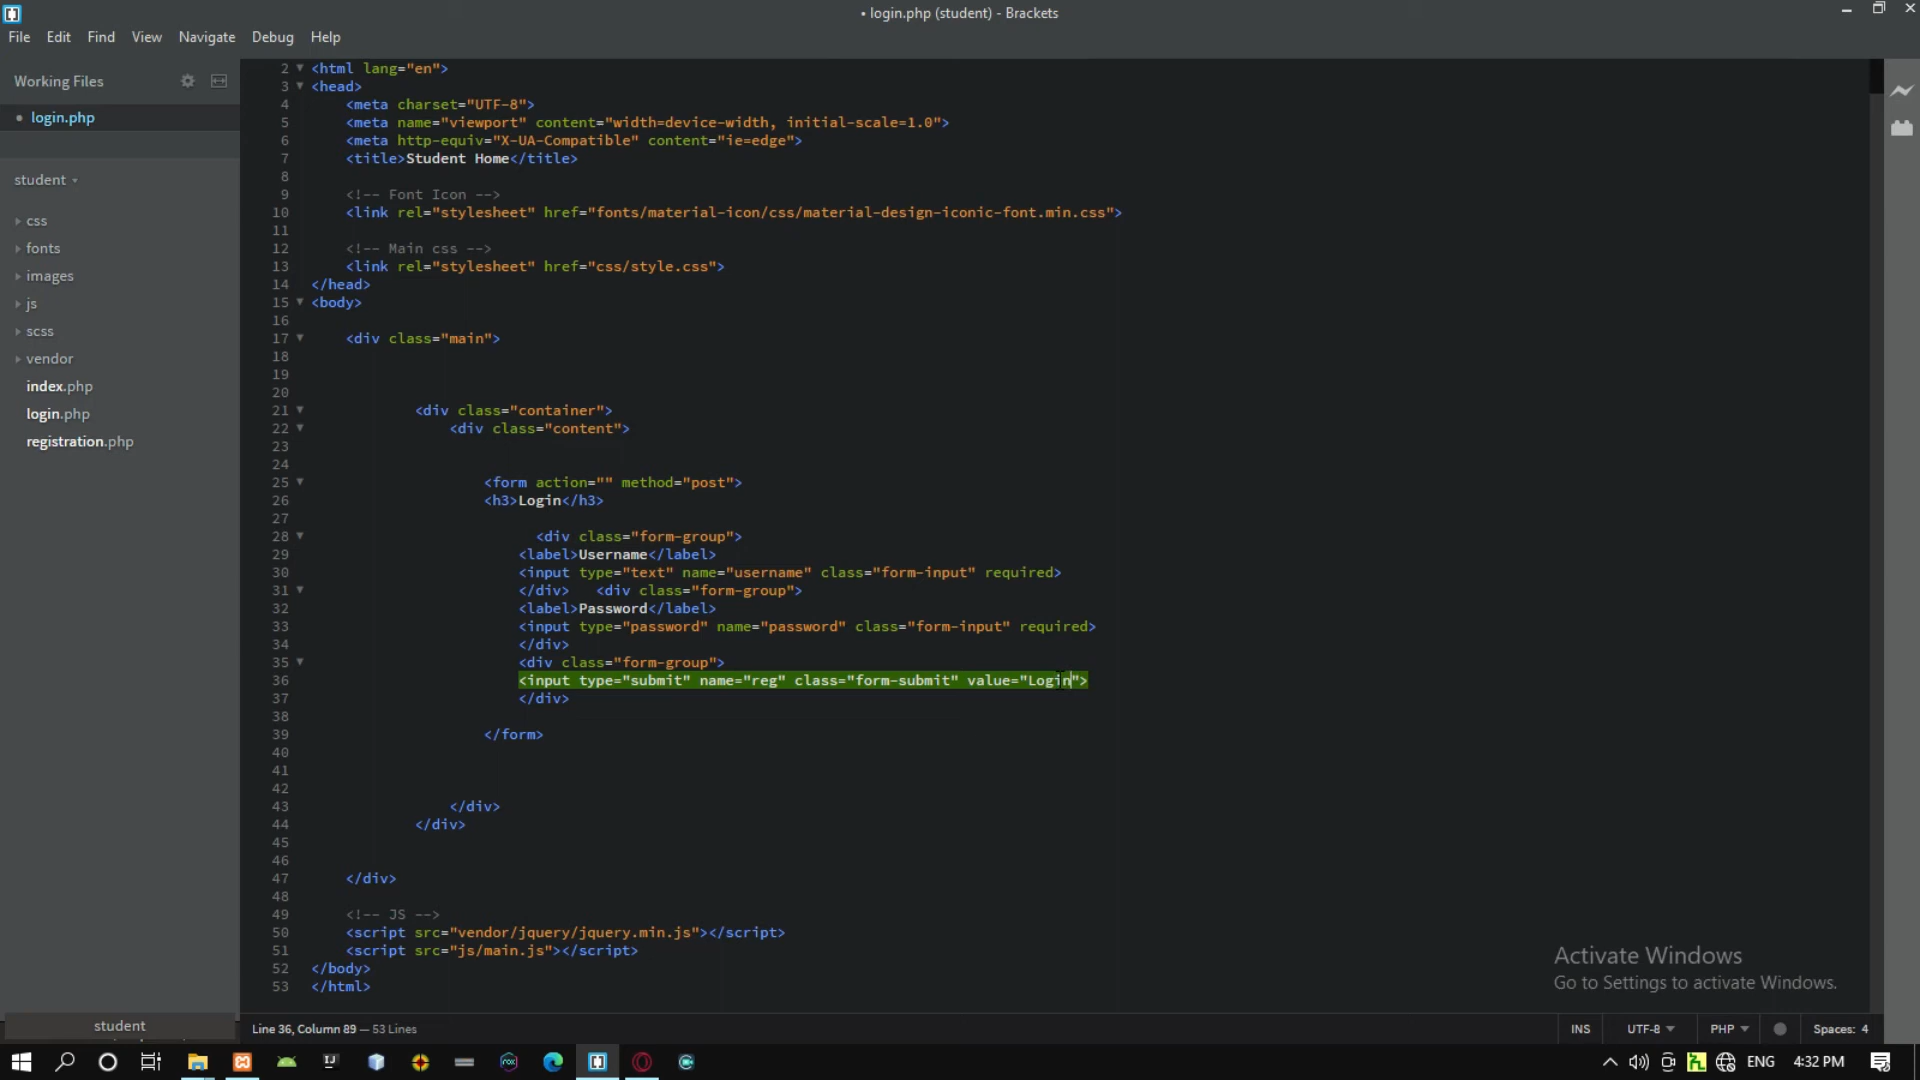 • login.php (student) - Brackets
File Edit Find View Navigate Debug Help
Working Files
• login.php
student
css
fonts
images
js
scss
vendor
index.php
login.php
registration.php
student
2 <html lang="en">
3 <head>
4 <meta charset="UTF-8">
5 <meta name="viewport" content="width=device-width, initial-scale=1.0">
6 <meta http-equiv="X-UA-Compatible" content="ie=edge">
7 <title>Student Home</title>
8
9 <!-- Font Icon -->
10 <link rel="stylesheet" href="fonts/material-icon/css/material-design-iconic-font.min.css">
11
12 <!-- Main css -->
13 <link rel="stylesheet" href="css/style.css">
14 </head>
15 <body>
16
17 <div class="main">
18
19
20
21 <div class="container">
22 <div class="content">
23
24
25 <form action="" method="post">
26 <h3>Login</h3>
27
28 <div class="form-group">
29 <label>Username</label>
30 <input type="text" name="username" class="form-input" required>
31 </div> <div class="form-group">
32 <label>Password</label>
33 <input type="password" name="password" class="form-input" required>
34 </div>
35 <div class="form-group">
36 <input type="submit" name="reg" class="form-submit" value="Login">
37 </div>
38
39 </form>
40
41
42
43 </div>
44 </div>
45
46
47 </div>
48
49 <!-- JS -->
50 <script src="vendor/jquery/jquery.min.js"></script>
51 <script src="js/main.js"></script>
52 </body>
53 </html>
Activate Windows
Go to Settings to activate Windows.
Line 36, Column 89 — 53 Lines
INS UTF-8 PHP Spaces: 4
ENG 4:32 PM